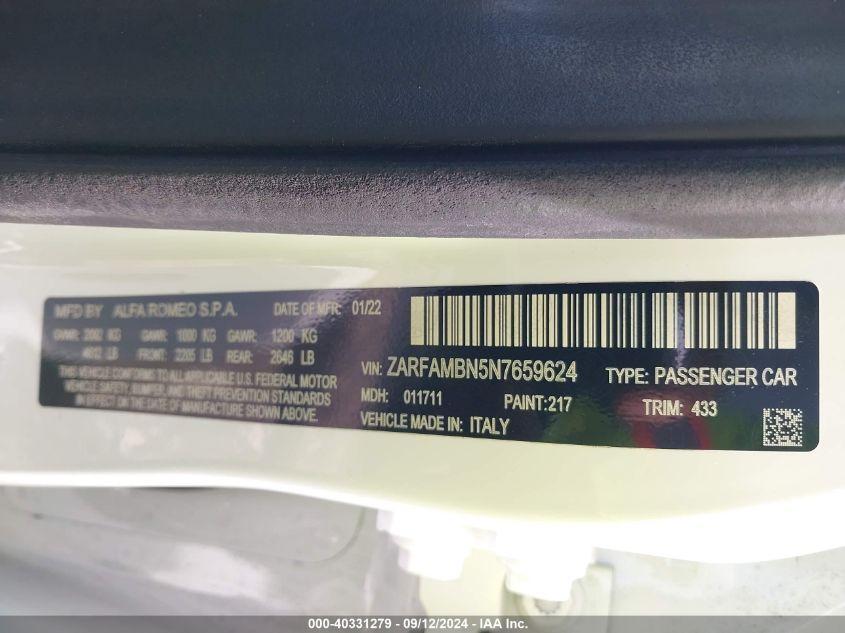 MFD BY ALFA ROMEO S.P.A. DATE OF MFR: 01/22
GVWR: 2092 KG GAWR: 1000 KG GAWR: 1200 KG
4612 LB FRONT: 2205 LB REAR: 2646 LB
THIS VEHICLE CONFORMS TO ALL APPLICABLE U.S. FEDERAL MOTOR
VEHICLE SAFETY, BUMPER, AND THEFT PREVENTION STANDARDS
IN EFFECT ON THE DATE OF MANUFACTURE SHOWN ABOVE.
VIN: ZARFAMBN5N7659624 TYPE: PASSENGER CAR
MDH: 011711 PAINT:217 TRIM: 433
VEHICLE MADE IN: ITALY
000-40331279 - 09/12/2024 - IAA Inc.